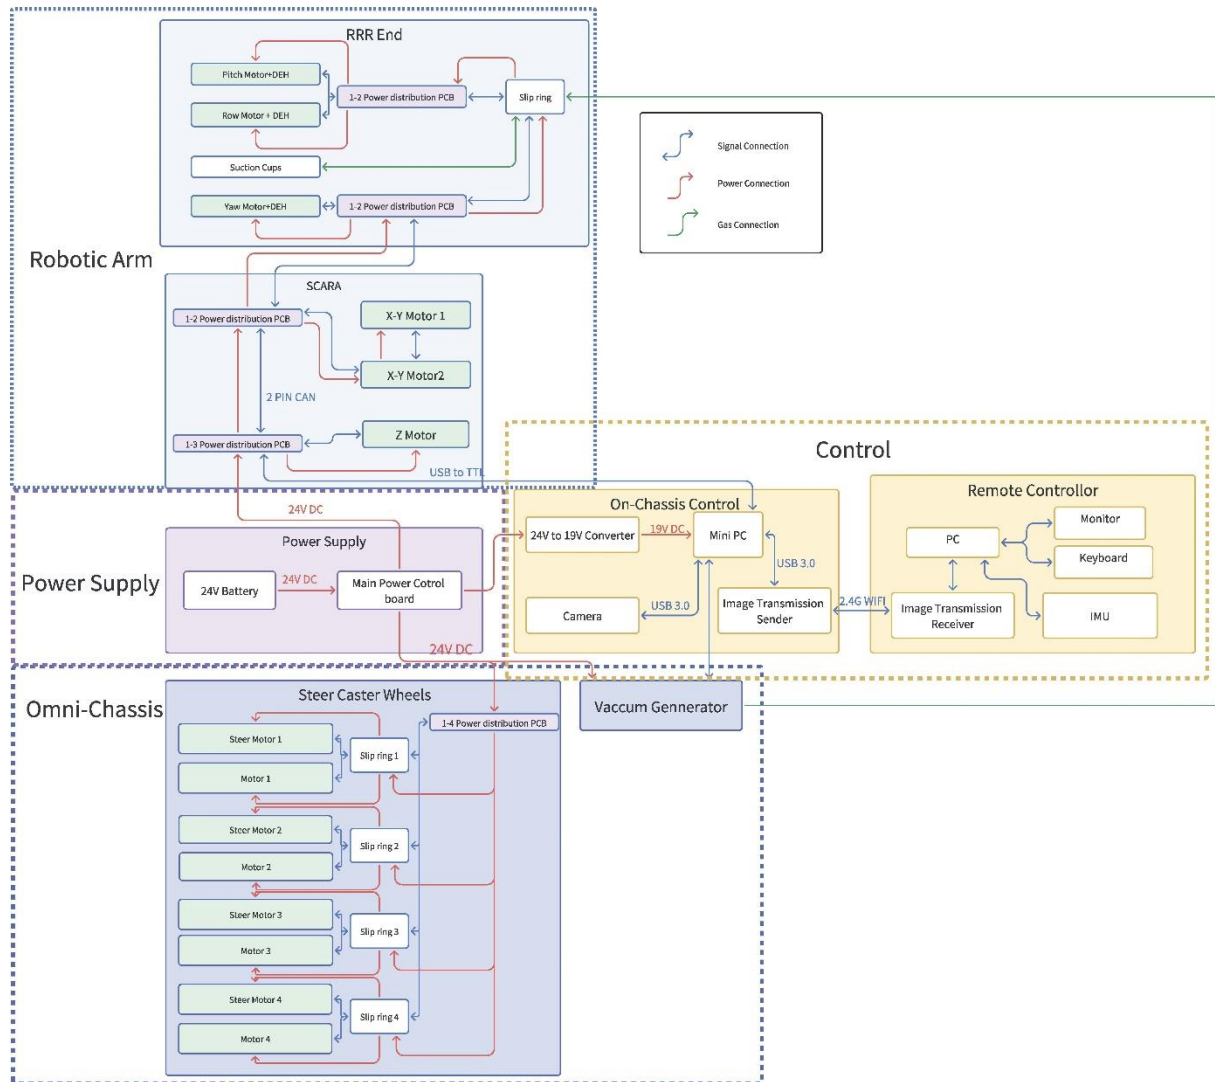 RRR End
Pitch Motor+DEH
1-2 Power distribution PCB
Slip ring
Row Motor + DEH
Suction Cups
Yaw Motor+DEH
1-2 Power distribution PCB
Signal Connection
Power Connection
Gas Connection
Robotic Arm
SCARA
1-2 Power distribution PCB
X-Y Motor 1
X-Y Motor2
2 PIN CAN
1-3 Power distribution PCB
Z Motor
USB to TTL
Control
24V DC
Power Supply
Power Supply
24V Battery
24V DC
Main Power Cotrol
board
24V DC
On-Chassis Control
24V to 19V Converter
19V DC
Mini PC
USB 3.0
Camera
USB 3.0
Image Transmission
Sender
2.4G WIFI
Remote Controllor
PC
Monitor
Keyboard
Image Transmission
Receiver
IMU
Omni-Chassis
Steer Caster Wheels
1-4 Power distribution PCB
Vaccum Gennerator
Steer Motor 1
Slip ring 1
Motor 1
Steer Motor 2
Slip ring 2
Motor 2
Steer Motor 3
Slip ring 3
Motor 3
Steer Motor 4
Slip ring 4
Motor 4